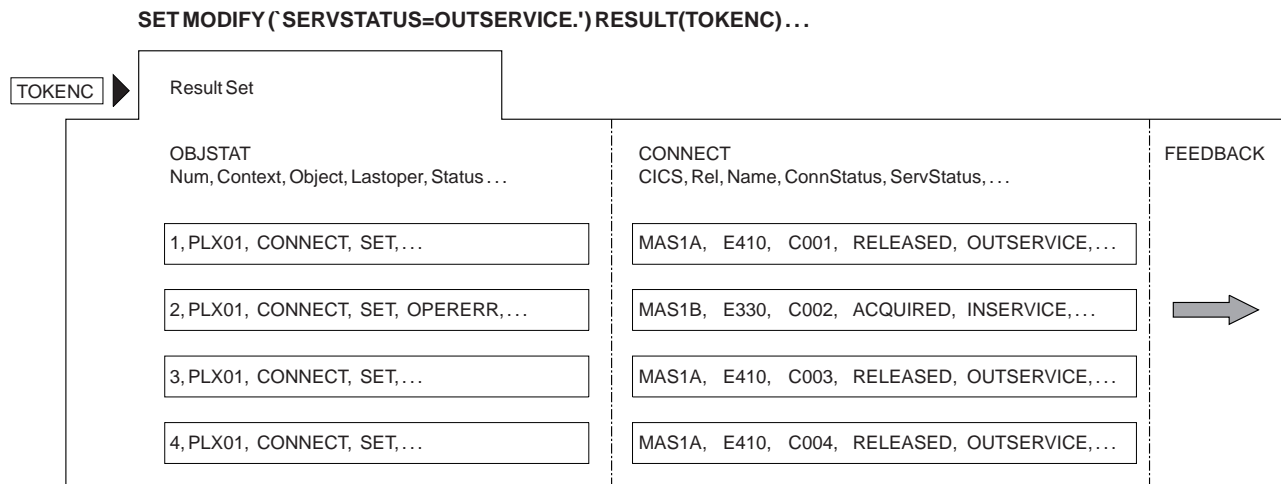 SET MODIFY (`SERVSTATUS=OUTSERVICE.') RESULT(TOKENC) . . .
TOKENC
Result Set
OBJSTAT
Num, Context, Object, Lastoper, Status . . .
CONNECT
CICS, Rel, Name, ConnStatus, ServStatus, . . .
FEEDBACK
1, PLX01, CONNECT, SET, . . .
MAS1A, E410, C001, RELEASED, OUTSERVICE, . . .
2, PLX01, CONNECT, SET, OPERERR, . . .
MAS1B, E330, C002, ACQUIRED, INSERVICE, . . .
3, PLX01, CONNECT, SET, . . .
MAS1A, E410, C003, RELEASED, OUTSERVICE, . . .
4, PLX01, CONNECT, SET, . . .
MAS1A, E410, C004, RELEASED, OUTSERVICE, . . .